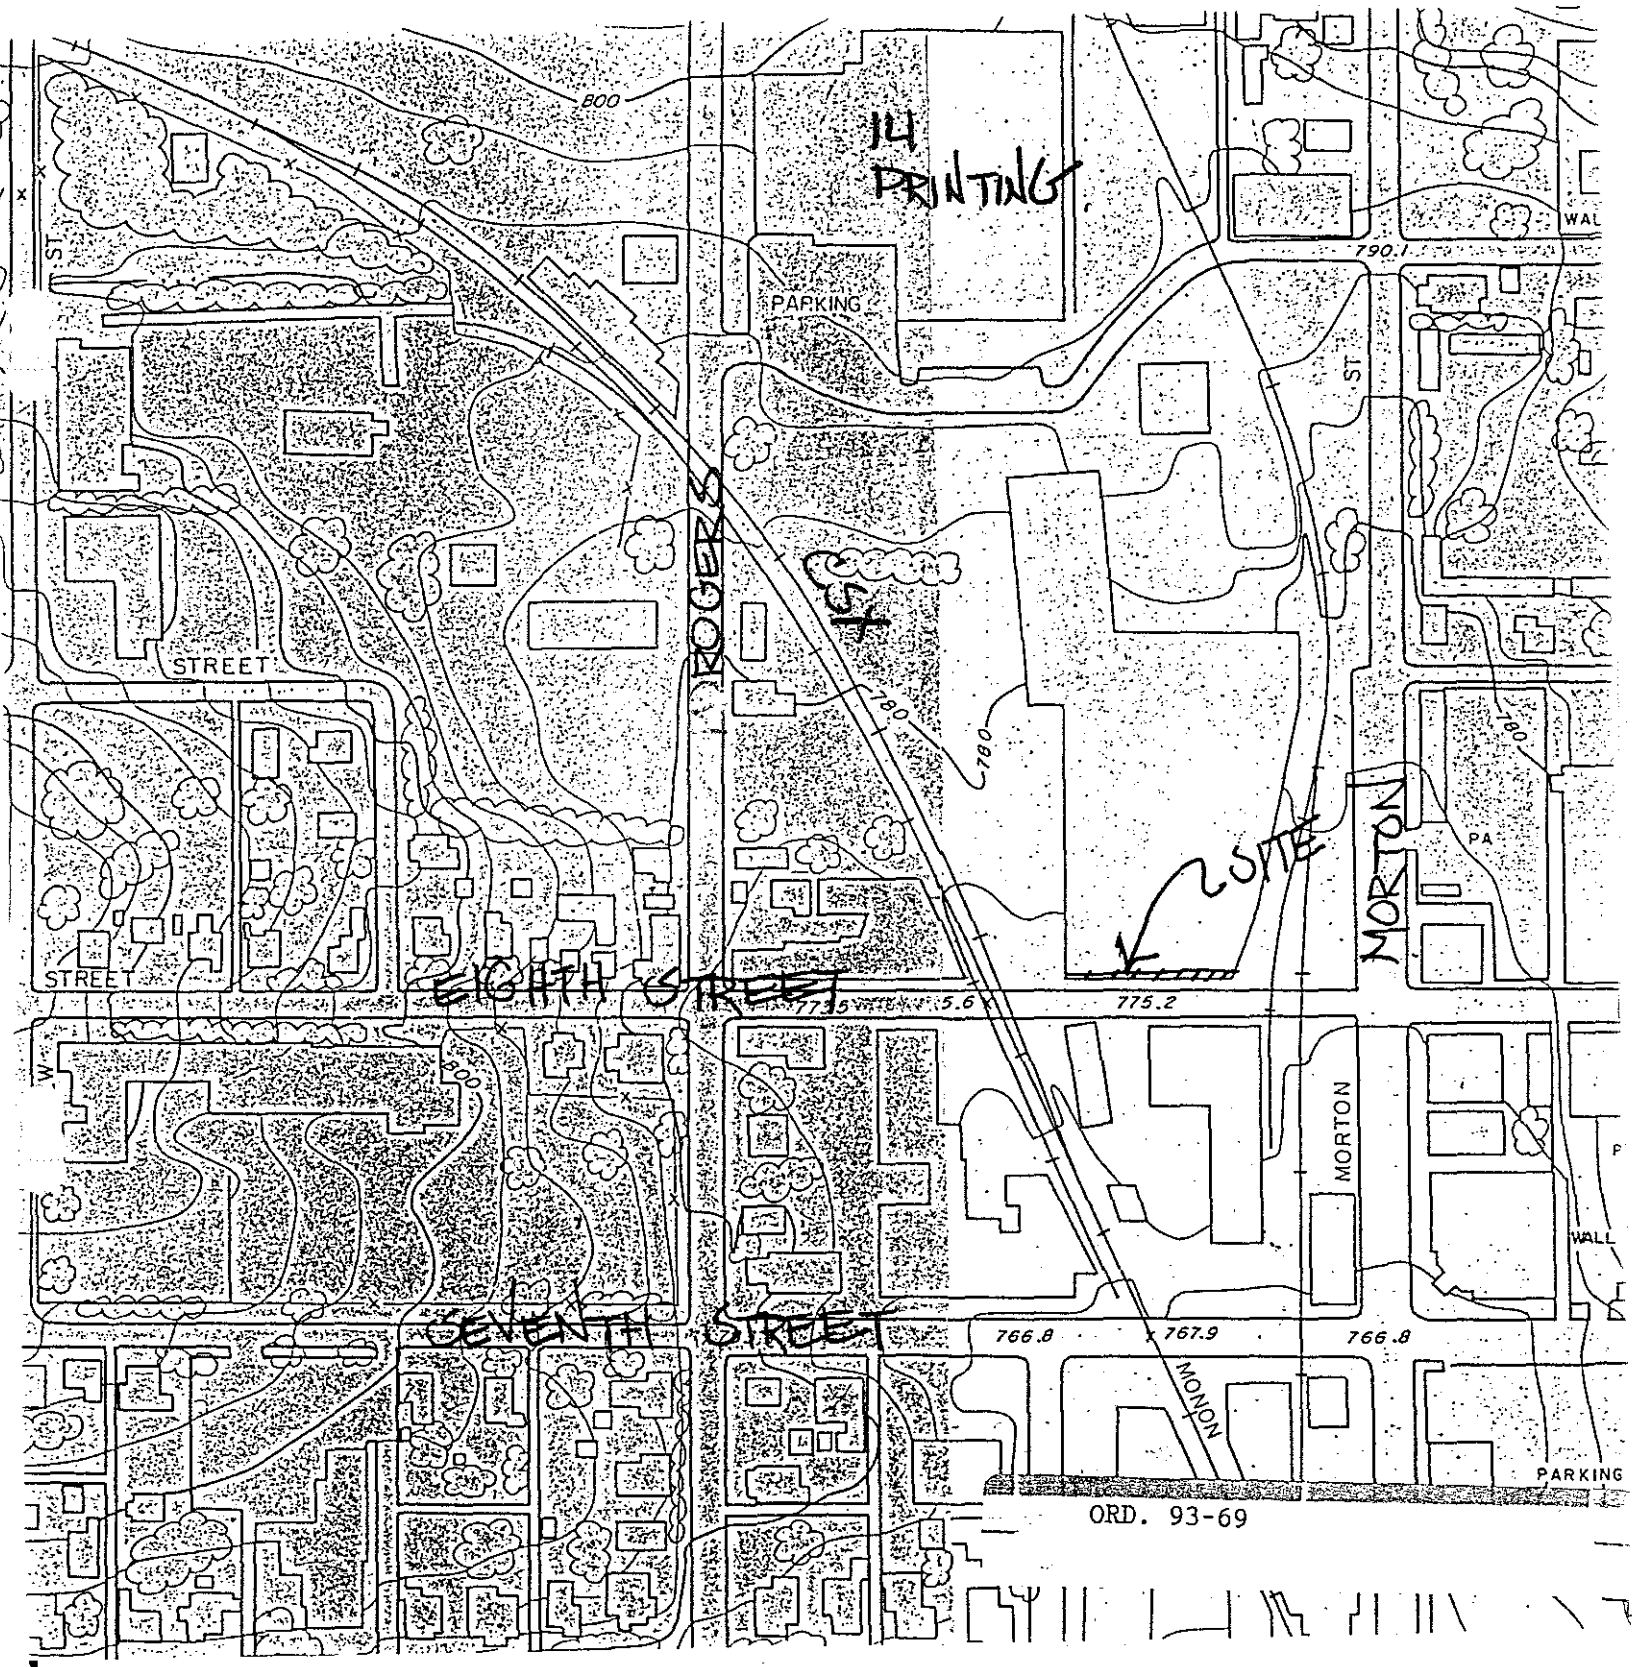 800
14
PRINTING
ST
WAL
790.1
PARKING
ST
ROGERS
CSX
STREET
780
780
780
SITE
MORTON
PA
STREET
EIGHTH STREET
773.5
5.6
775.2
W
800
MORTON
P
WALL
SEVENTH STREET
766.8
767.9
766.8
MONON
PARKING
ORD. 93-69